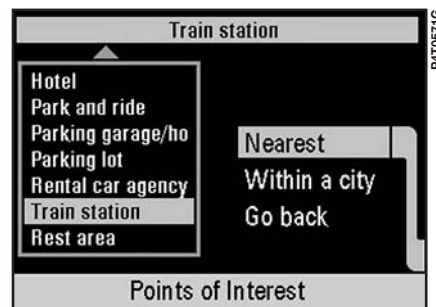 Train station
Hotel
Park and ride
Parking garage/ho
Parking lot
Rental car agency
Train station
Rest area
Nearest
Within a city
Go back
Points of Interest
P4T0571G